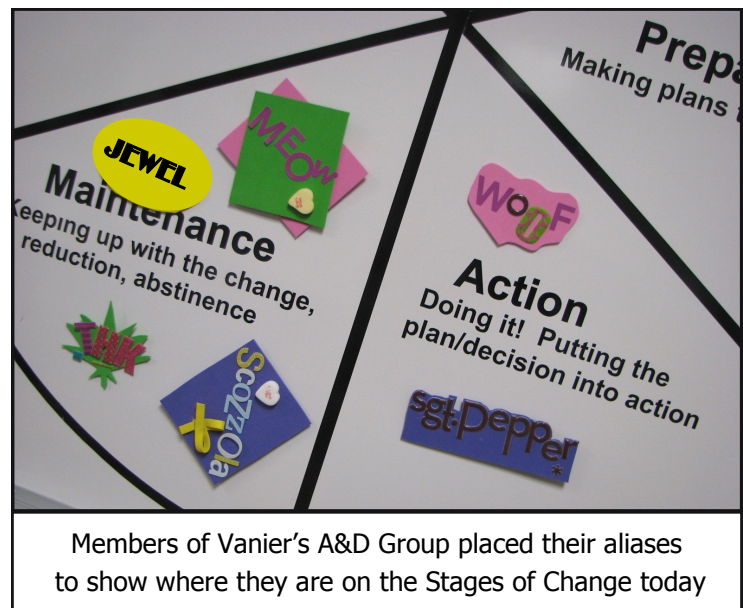 JEWEL
MEOW
Maintenance
Keeping up with the change,
reduction, abstinence
THK
ScoZzOla
WOOF
Action
Doing it! Putting the
plan/decision into action
sgt.Pepper
Prepa
Making plans t
Members of Vanier's A&D Group placed their aliases
to show where they are on the Stages of Change today